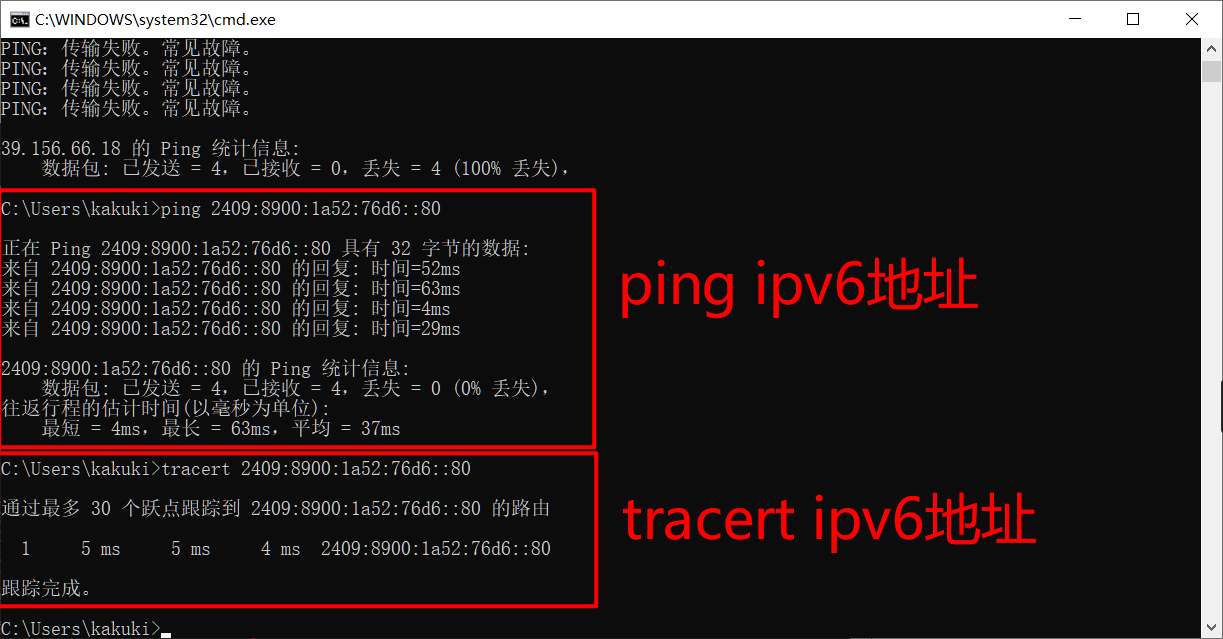 C:\WINDOWS\system32\cmd.exe
PING: 传输失败。常见故障。
PING: 传输失败。常见故障。
PING: 传输失败。常见故障。
PING: 传输失败。常见故障。
39.156.66.18 的 Ping 统计信息:
数据包: 已发送 = 4，已接收 = 0，丢失 = 4 (100% 丢失)，
C:\Users\kakuki>ping 2409:8900:1a52:76d6::80
正在 Ping 2409:8900:1a52:76d6::80 具有 32 字节的数据:
来自 2409:8900:1a52:76d6::80 的回复: 时间=52ms
来自 2409:8900:1a52:76d6::80 的回复: 时间=63ms
来自 2409:8900:1a52:76d6::80 的回复: 时间=4ms
来自 2409:8900:1a52:76d6::80 的回复: 时间=29ms
ping ipv6地址
2409:8900:1a52:76d6::80 的 Ping 统计信息:
数据包: 已发送 = 4，已接收 = 4，丢失 = 0 (0% 丢失)，
往返行程的估计时间(以毫秒为单位):
最短 = 4ms，最长 = 63ms，平均 = 37ms
C:\Users\kakuki>tracert 2409:8900:1a52:76d6::80
通过最多 30 个跃点跟踪到 2409:8900:1a52:76d6::80 的路由
1 5 ms 5 ms 4 ms 2409:8900:1a52:76d6::80
tracert ipv6地址
跟踪完成。
C:\Users\kakuki>